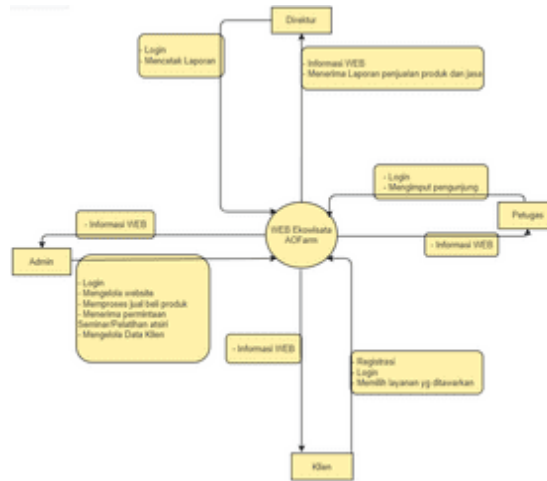 Direktur
- Login
- Mencetak Laporan
- Informasi WEB
- Menerima Laporan penjualan produk dan jasa
- Login
- Mengimput pengunjung
Petugas
- Informasi WEB
WEB Ekowisata
AOFarm
- Informasi WEB
Admin
- Login
- Mengelola website
- Memproses jual beli produk
- Menerima permintaan
Seminar/Pelatihan atsiri
- Mengelola Data Klien
- Informasi WEB
- Registrasi
- Login
- Memilih layanan yg ditawarkan
Klien